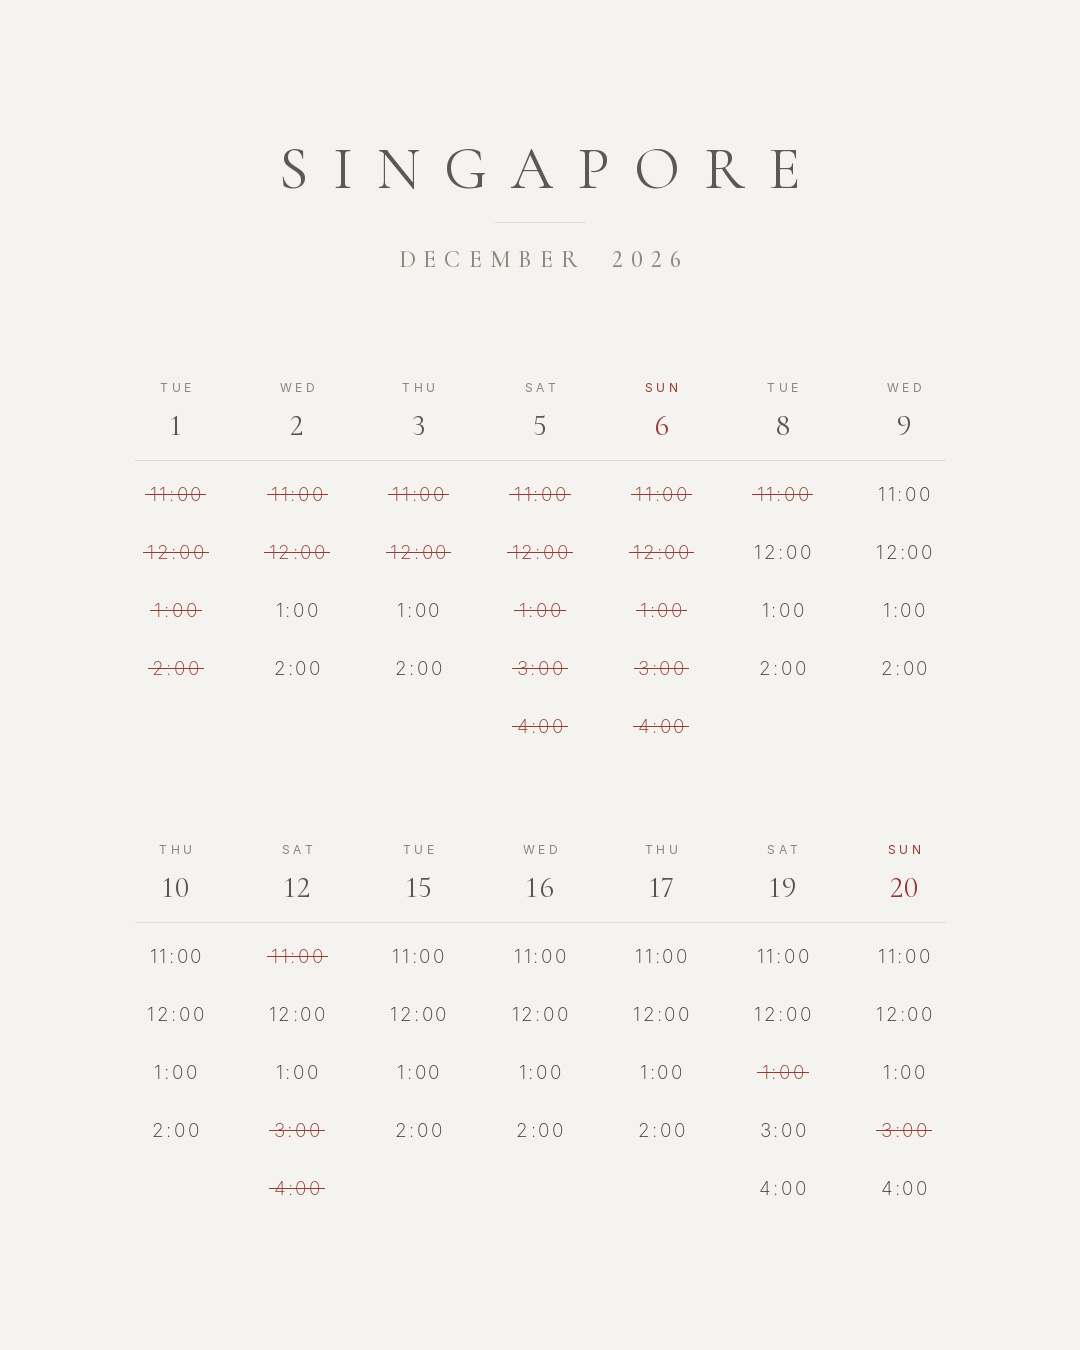 SINGAPORE
DECEMBER 2026
TUE WED THU SAT SUN TUE WED
1 2 3 5 6 8 9
11:00 11:00 11:00 11:00 11:00 11:00 11:00
12:00 12:00 12:00 12:00 12:00 12:00 12:00
1:00 1:00 1:00 1:00 1:00 1:00 1:00
2:00 2:00 2:00 3:00 3:00 2:00 2:00
4:00 4:00
THU SAT TUE WED THU SAT SUN
10 12 15 16 17 19 20
11:00 11:00 11:00 11:00 11:00 11:00 11:00
12:00 12:00 12:00 12:00 12:00 12:00 12:00
1:00 1:00 1:00 1:00 1:00 1:00 1:00
2:00 3:00 2:00 2:00 2:00 3:00 3:00
4:00 4:00 4:00